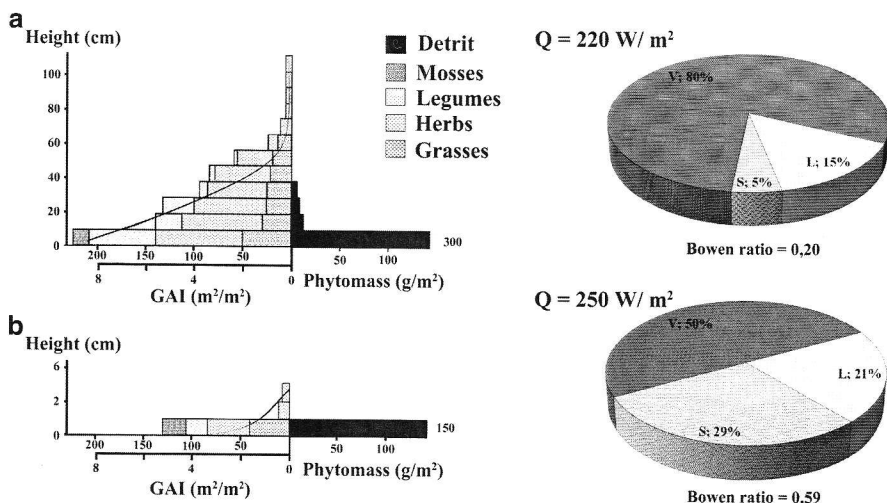 a
Height (cm)
100
80
60
40
20
0
200
150
100
50
0
50
100
300
8
4
0
GAI (m²/m²)
Phytomass (g/m²)
Detrit
Mosses
Legumes
Herbs
Grasses
Q = 220 W/ m²
V; 80%
L; 15%
S; 5%
Bowen ratio = 0,20
b
Height (cm)
6
2
0
200
150
100
50
0
50
100
150
8
4
0
GAI (m²/m²)
Phytomass (g/m²)
Q = 250 W/ m²
V; 50%
L; 21%
S; 29%
Bowen ratio = 0,59